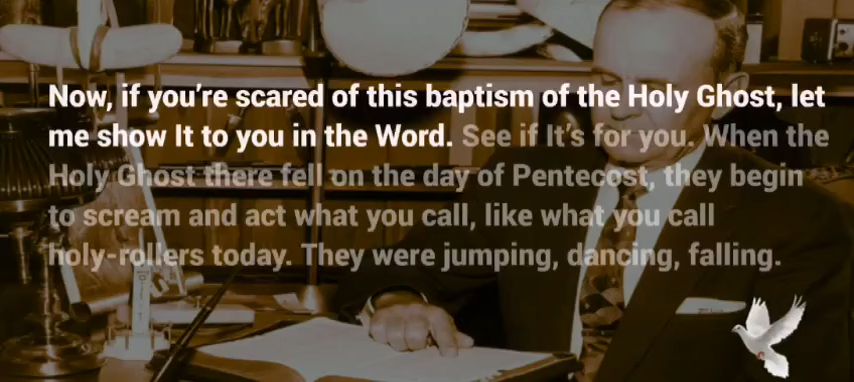 Now, if you're scared of this baptism of the Holy Ghost, let
me show It to you in the Word. See if It's for you. When the
Holy Ghost there fell on the day of Pentecost, they begin
to scream and act what you call, like what you call
holy-rollers today. They were jumping, dancing, falling.